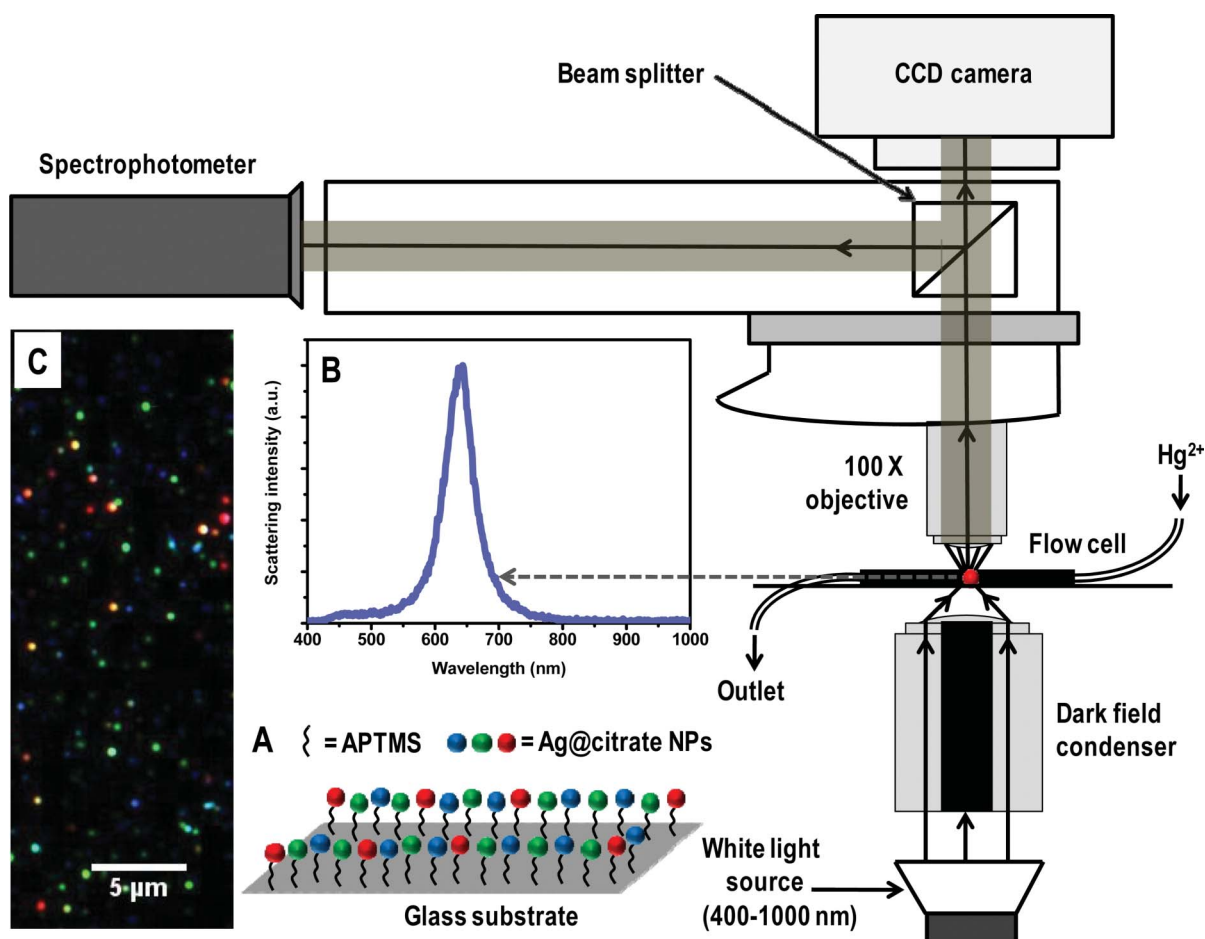 CCD camera
Beam splitter
Spectrophotometer
C
5 µm
B
Scattering intensity (a.u.)
400 500 600 700 800 900 1000
Wavelength (nm)
100 X
objective
Hg²⁺
Flow cell
Outlet
Dark field
condenser
A = APTMS = Ag@citrate NPs
Glass substrate
White light
source
(400-1000 nm)